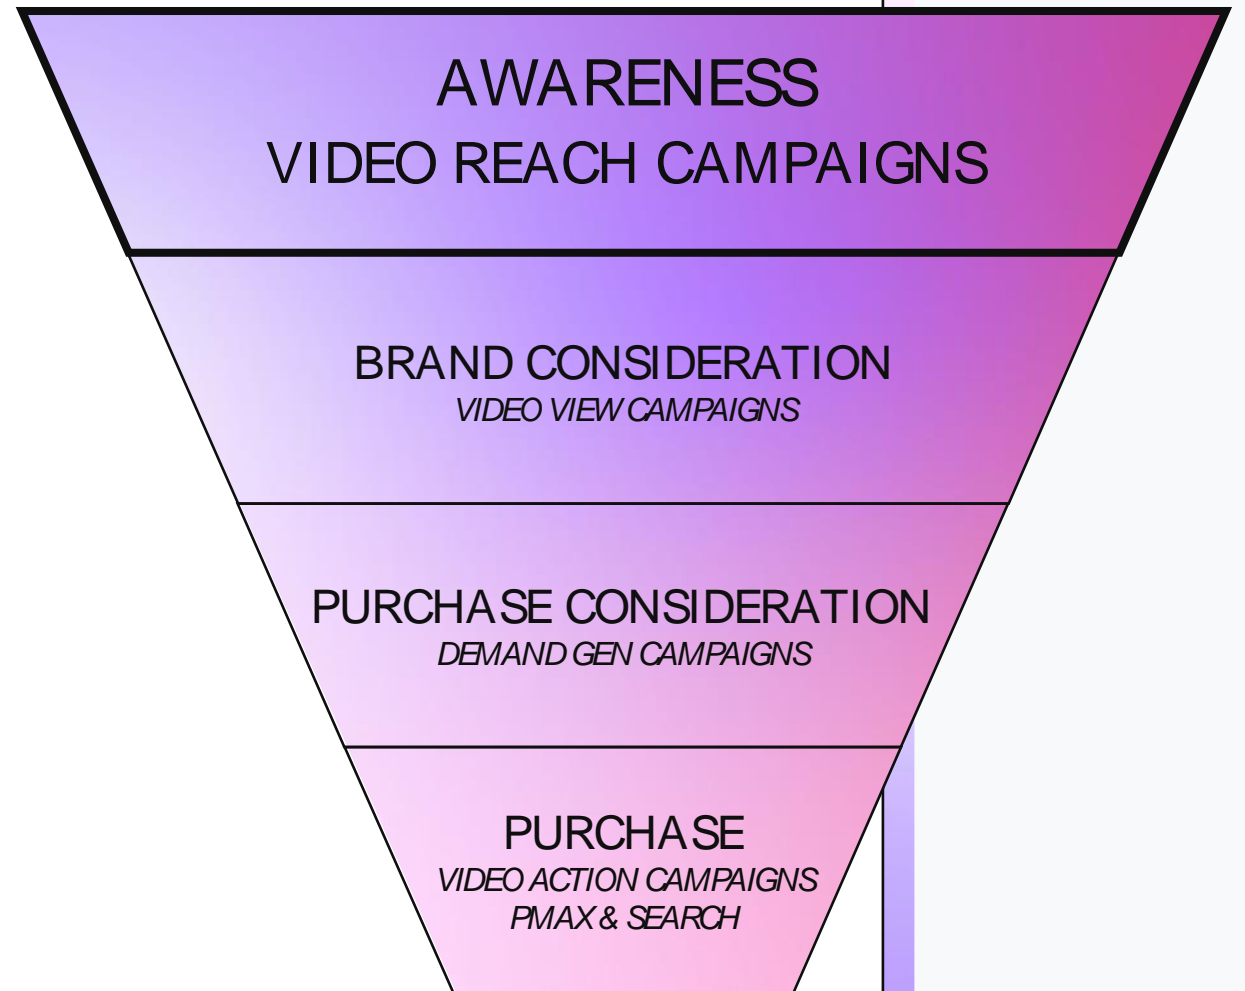 AWARENESS
VIDEO REACH CAMPAIGNS
BRAND CONSIDERATION
VIDEO VIEW CAMPAIGNS
PURCHASE CONSIDERATION
DEMAND GEN CAMPAIGNS
PURCHASE
VIDEO ACTION CAMPAIGNS
PMAX & SEARCH